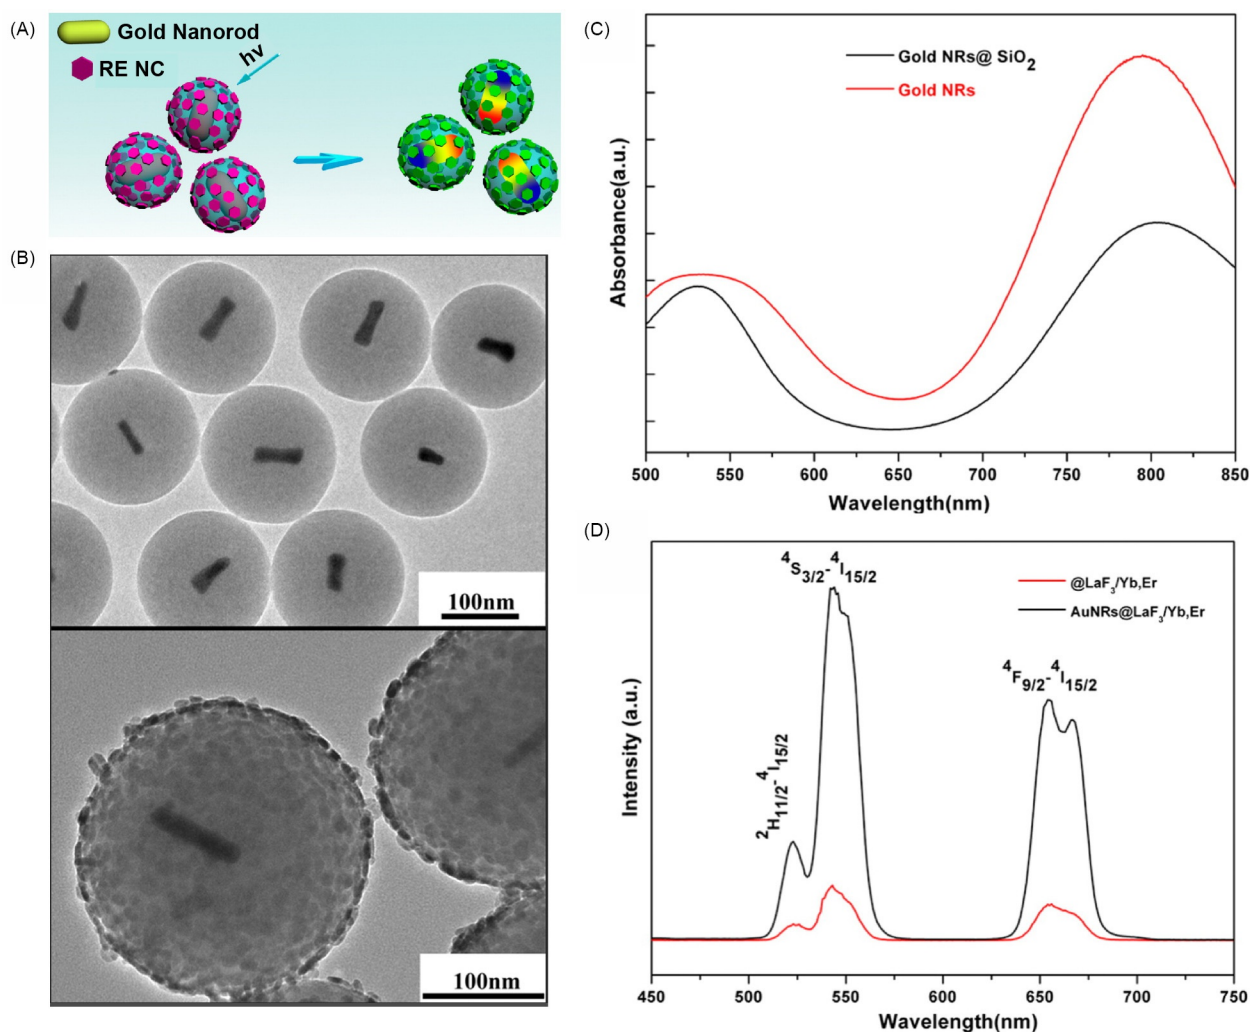 (A)
Gold Nanorod
RE NC
hν
(B)
100nm
100nm
(C)
Gold NRs@ SiO₂
Gold NRs
Absorbance(a.u.)
500 550 600 650 700 750 800 850
Wavelength(nm)
(D)
⁴S₃/₂-⁴I₁₅/₂
@LaF₃/Yb,Er
AuNRs@LaF₃/Yb,Er
⁴F₉/₂-⁴I₁₅/₂
²H₁₁/₂-⁴I₁₅/₂
Intensity (a.u.)
450 500 550 600 650 700 750
Wavelength(nm)